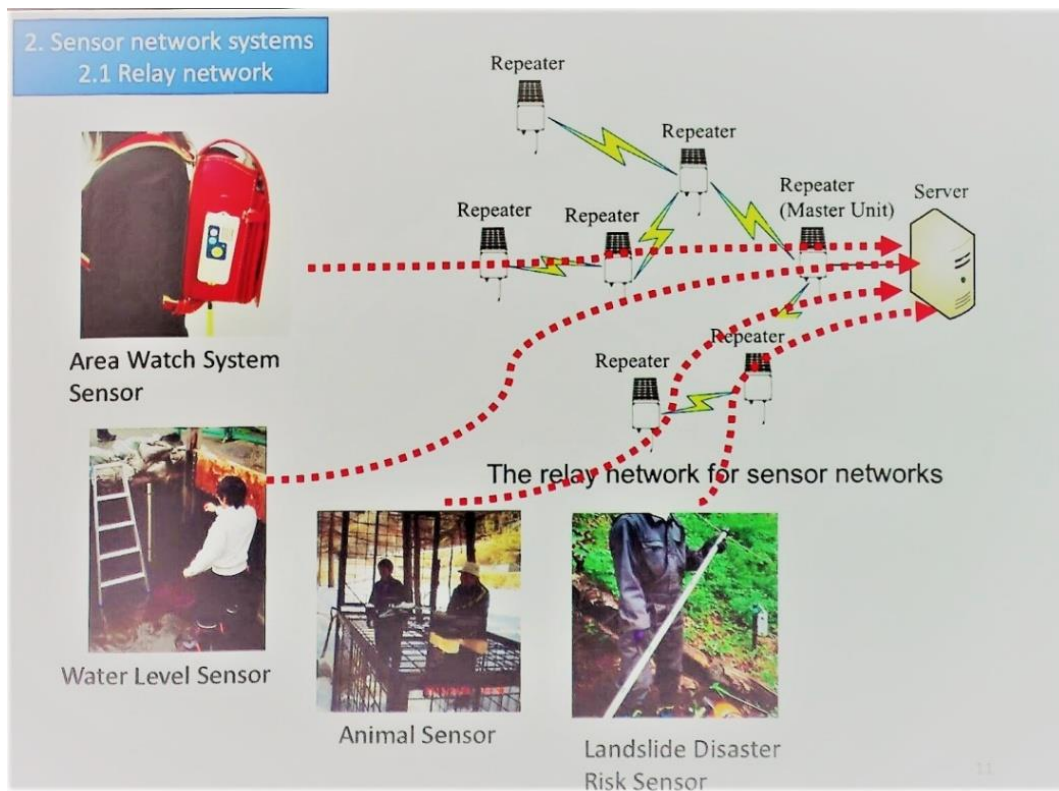 2. Sensor network systems
2.1 Relay network
Repeater
Repeater
Repeater
(Master Unit)
Server
Repeater
Repeater
Repeater
Repeater
Area Watch System
Sensor
The relay network for sensor networks
Water Level Sensor
Animal Sensor
Landslide Disaster
Risk Sensor
11